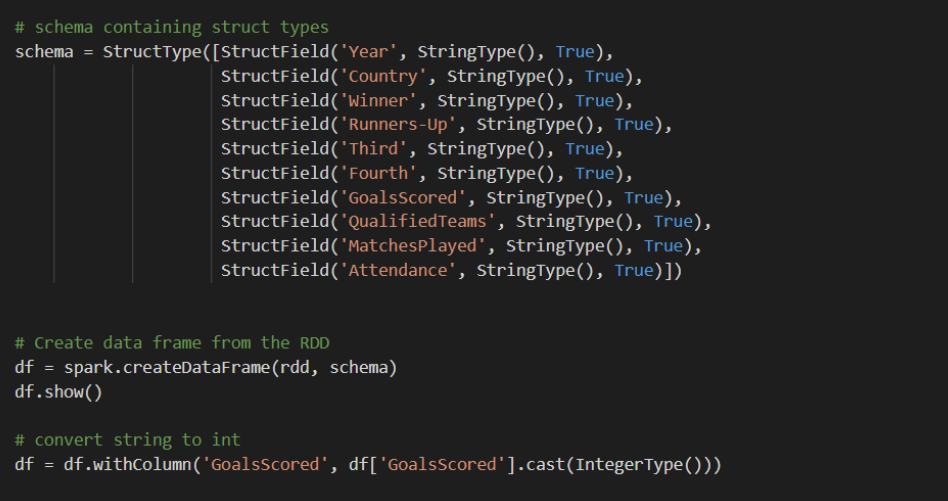 # schema containing struct types
schema = StructType([StructField('Year', StringType(), True),
StructField('Country', StringType(), True),
StructField('Winner', StringType(), True),
StructField('Runners-Up', StringType(), True),
StructField('Third', StringType(), True),
StructField('Fourth', StringType(), True),
StructField('GoalsScored', StringType(), True),
StructField('QualifiedTeams', StringType(), True),
StructField('MatchesPlayed', StringType(), True),
StructField('Attendance', StringType(), True)])
# Create data frame from the RDD
df = spark.createDataFrame(rdd, schema)
df.show()
# convert string to int
df = df.withColumn('GoalsScored', df['GoalsScored'].cast(IntegerType()))